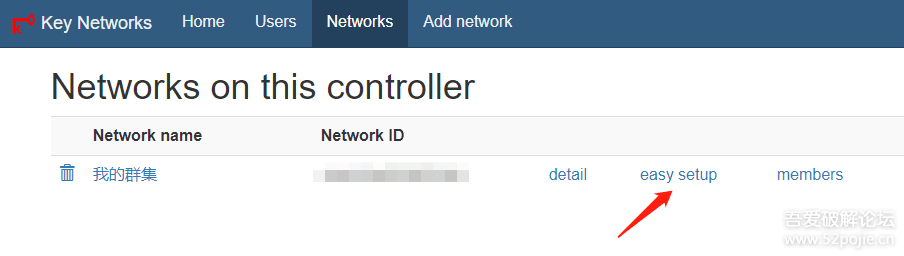 Key Networks Home Users Networks Add network
Networks on this controller
Network name Network ID
我的群集 detail easy setup members
吾爱破解论坛
www.52pojie.cn